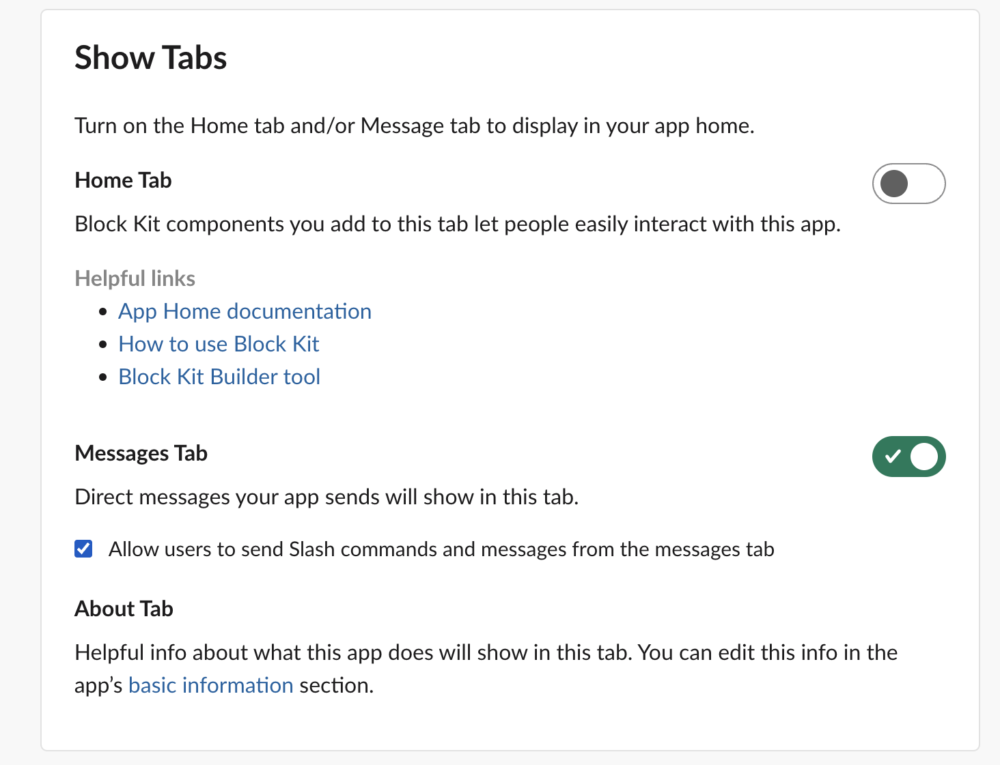 Show Tabs
Turn on the Home tab and/or Message tab to display in your app home.
Home Tab
Block Kit components you add to this tab let people easily interact with this app.
Helpful links
App Home documentation
How to use Block Kit
Block Kit Builder tool
Messages Tab
Direct messages your app sends will show in this tab.
Allow users to send Slash commands and messages from the messages tab
About Tab
Helpful info about what this app does will show in this tab. You can edit this info in the
app’s basic information section.